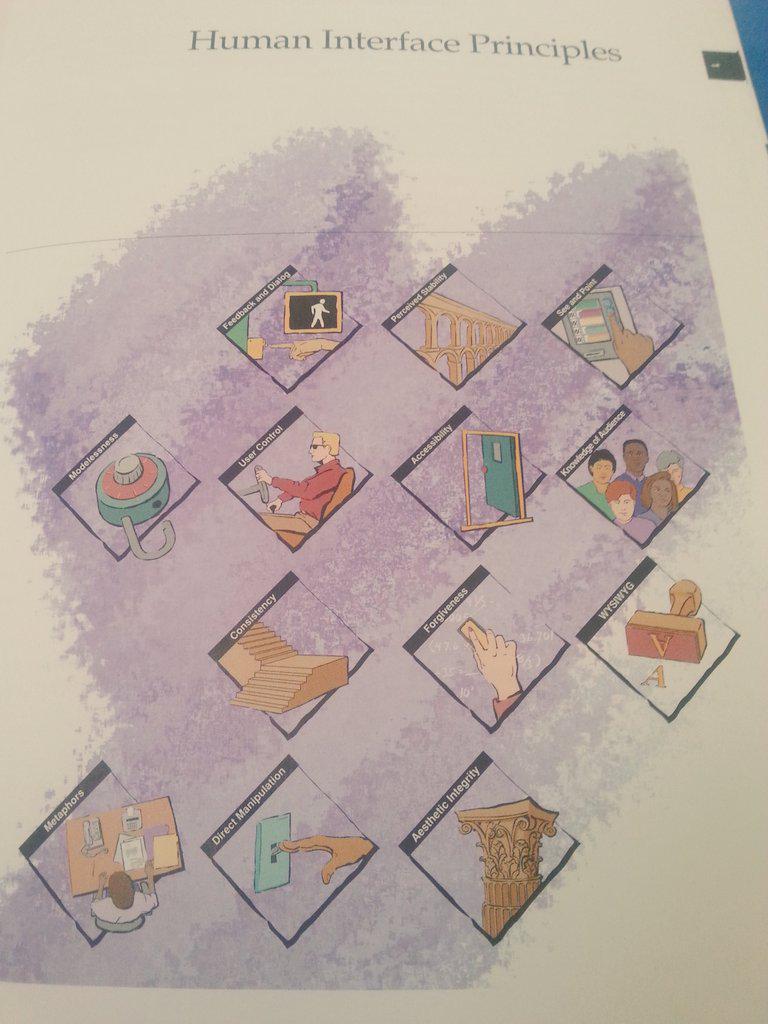 Human Interface Principles
Feedback and Dialog
Perceived Stability
See and Point
Modelessness
User Control
Accessibility
Knowledge of Audience
Consistency
Forgiveness
WYSIWYG
V
A
Metaphors
Direct Manipulation
Aesthetic Integrity